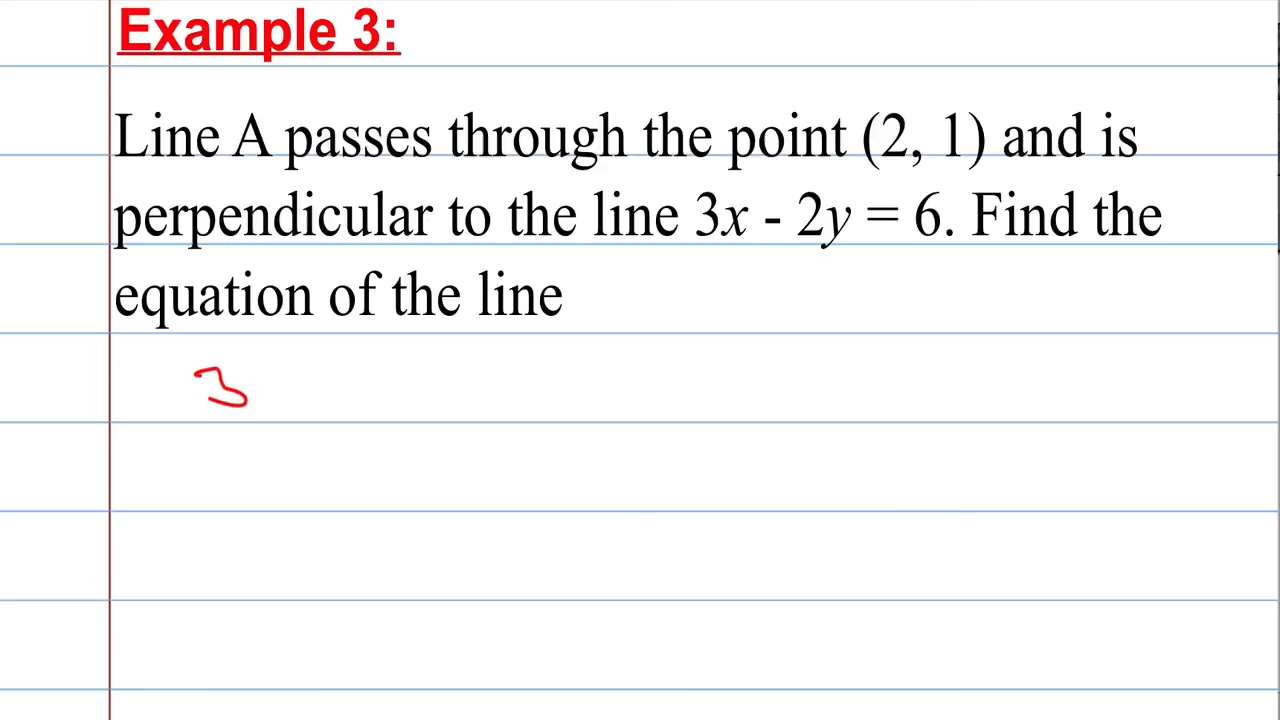 Example 3:
Line A passes through the point (2, 1) and is
perpendicular to the line 3x - 2y = 6. Find the
equation of the line
3